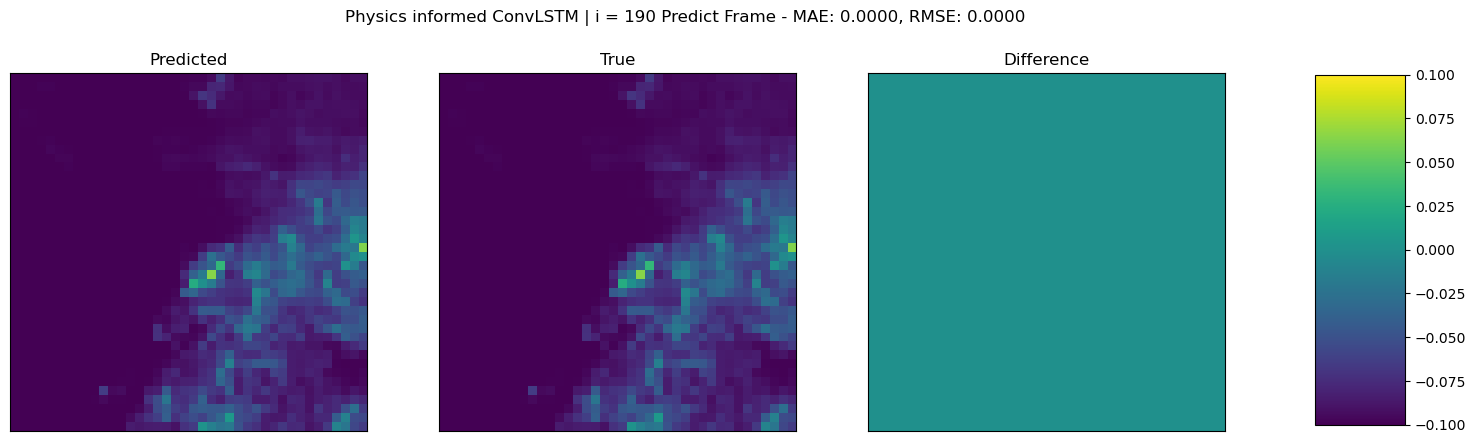 Physics informed ConvLSTM | i = 190 Predict Frame - MAE: 0.0000, RMSE: 0.0000
Predicted
True
Difference
0.100
0.075
0.050
0.025
0.000
−0.025
−0.050
−0.075
−0.100